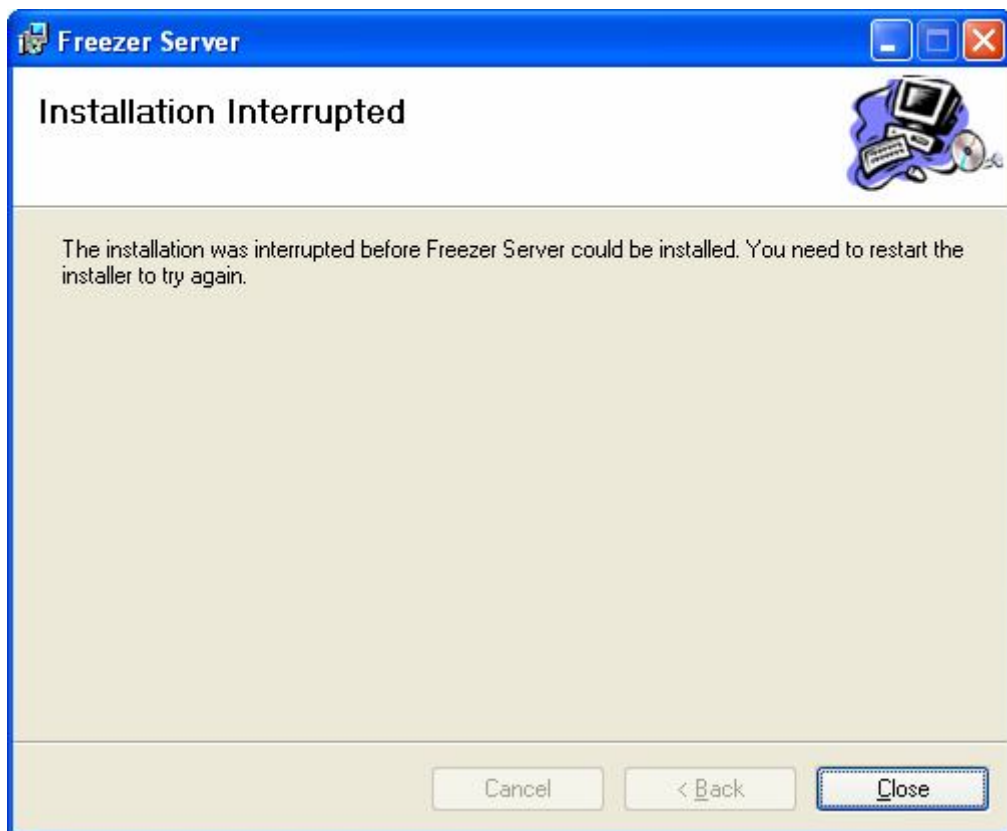 Freezer Server
Installation Interrupted
The installation was interrupted before Freezer Server could be installed. You need to restart the
installer to try again.
Cancel
< Back
Close